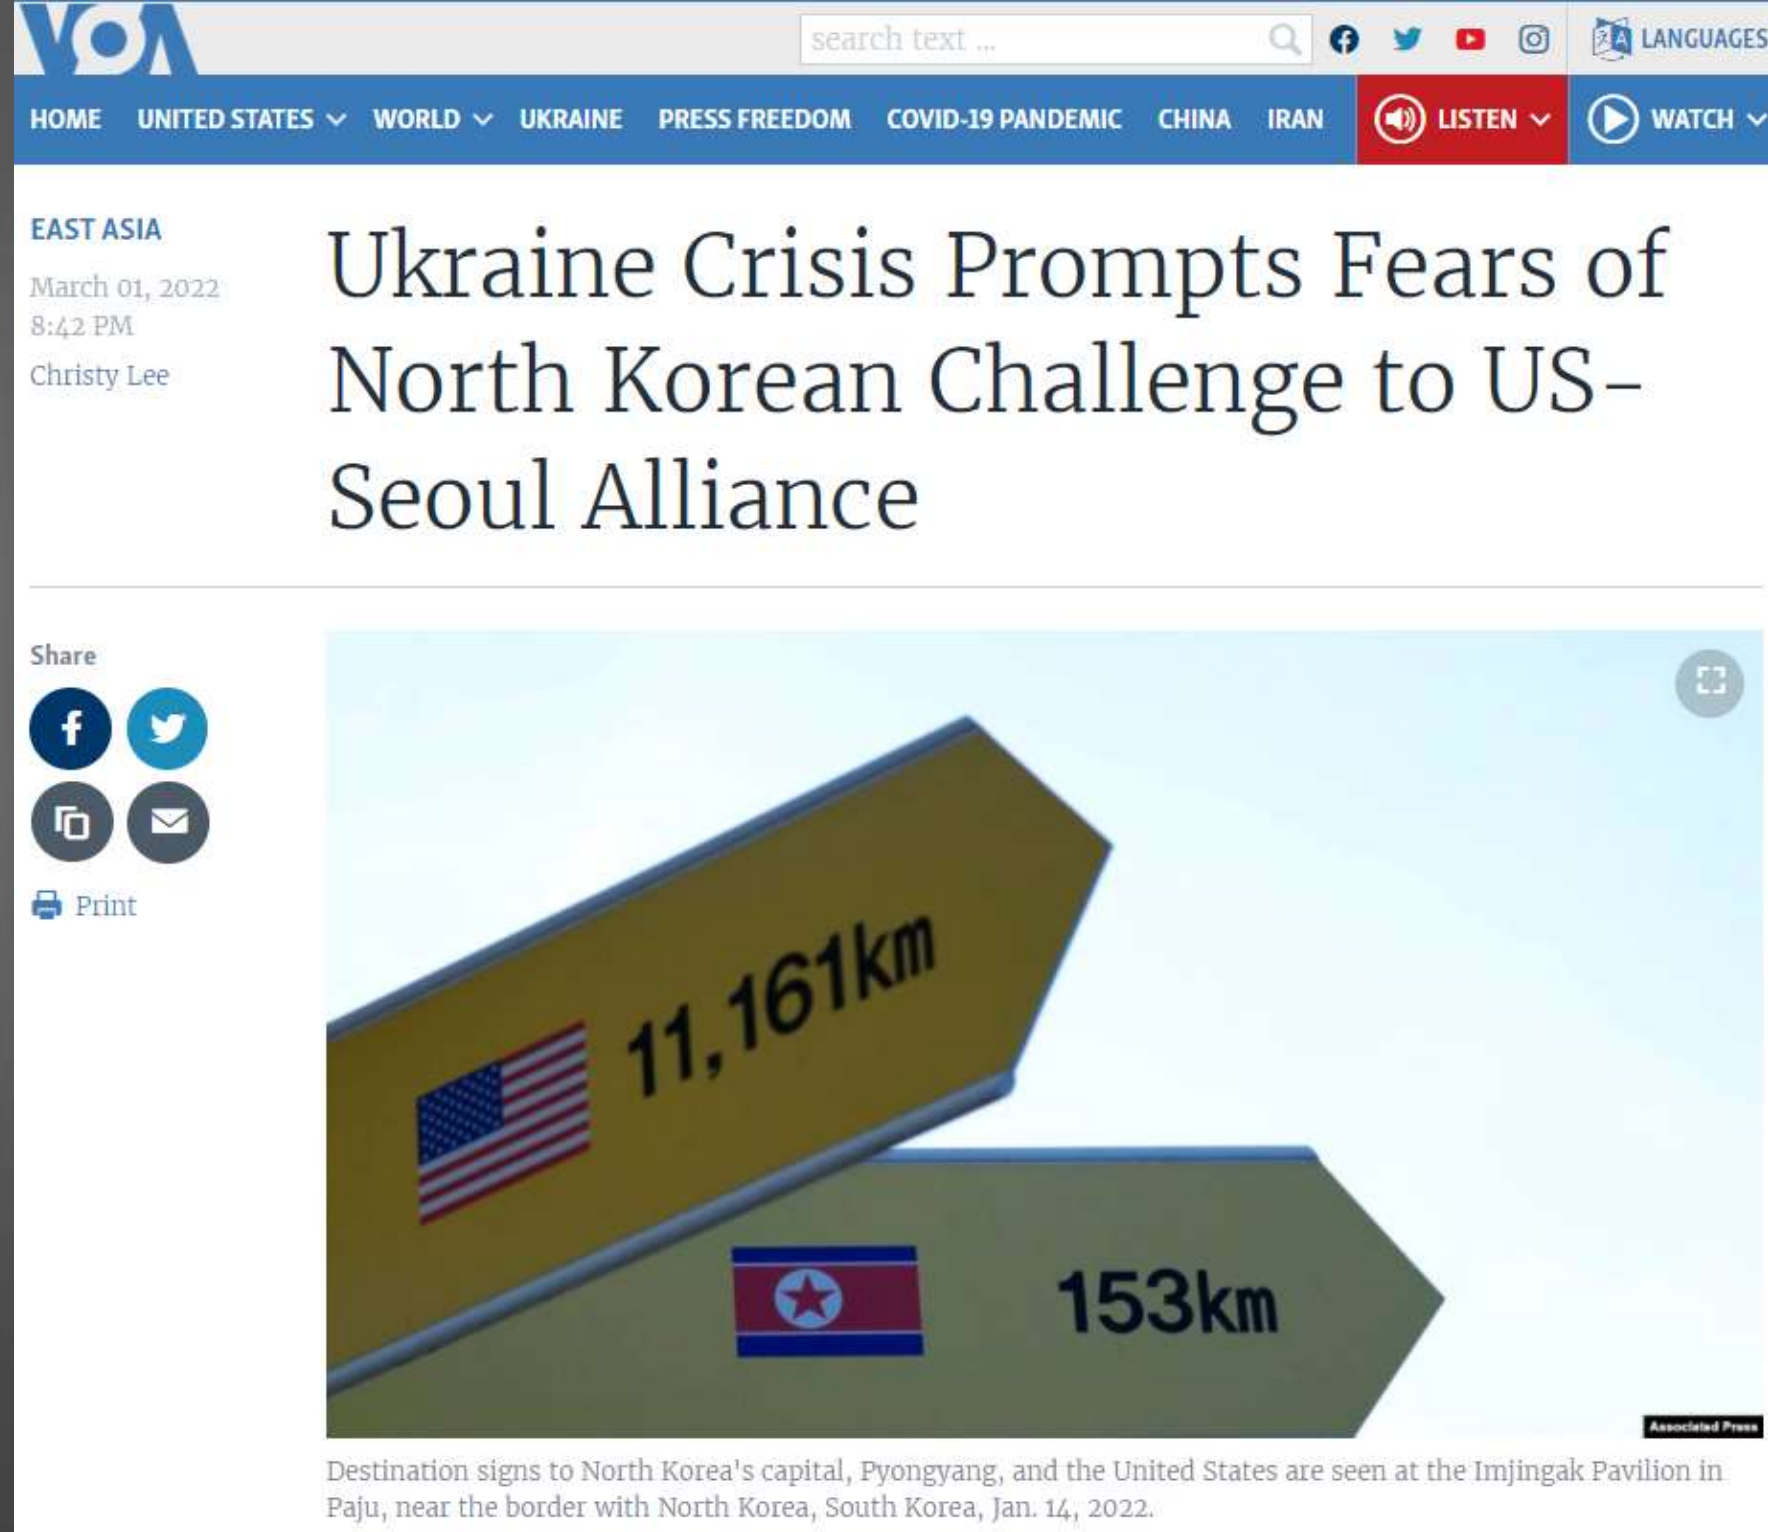 VOA
search text ...
LANGUAGES
HOME UNITED STATES WORLD UKRAINE PRESS FREEDOM COVID-19 PANDEMIC CHINA IRAN LISTEN WATCH
EAST ASIA
March 01, 2022
8:42 PM
Christy Lee
Ukraine Crisis Prompts Fears of
North Korean Challenge to US-
Seoul Alliance
Share
Print
11,161km
153km
Associated Press
Destination signs to North Korea's capital, Pyongyang, and the United States are seen at the Imjingak Pavilion in
Paju, near the border with North Korea, South Korea, Jan. 14, 2022.